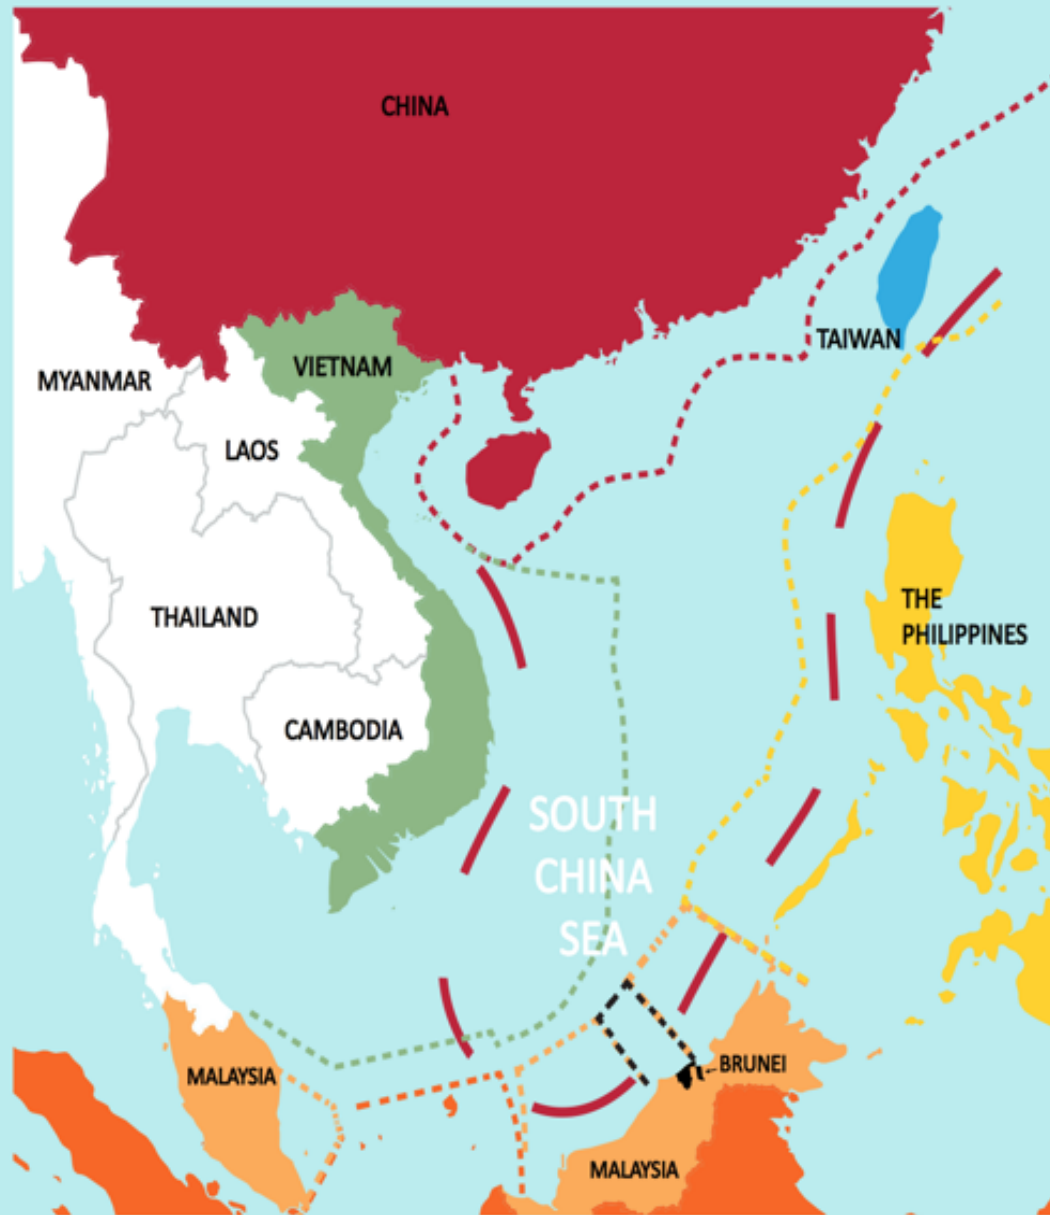 CHINA
TAIWAN
VIETNAM
MYANMAR
LAOS
THE
PHILIPPINES
THAILAND
CAMBODIA
SOUTH
CHINA
SEA
BRUNEI
MALAYSIA
MALAYSIA